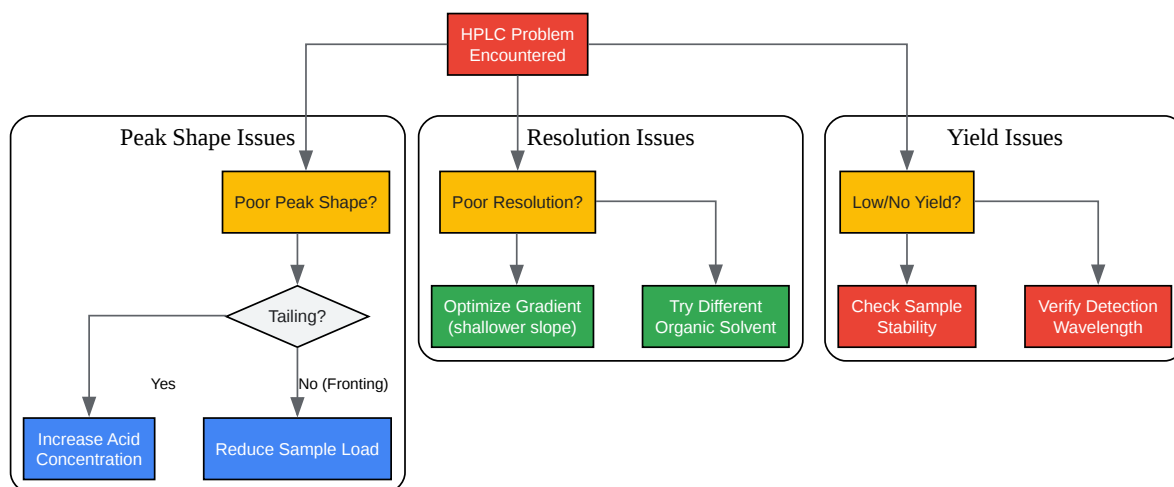 HPLC Problem
Encountered
Peak Shape Issues
Resolution Issues
Yield Issues
Poor Peak Shape?
Poor Resolution?
Low/No Yield?
Tailing?
Optimize Gradient
(shallower slope)
Try Different
Organic Solvent
Check Sample
Stability
Verify Detection
Wavelength
Yes
No (Fronting)
Increase Acid
Concentration
Reduce Sample Load